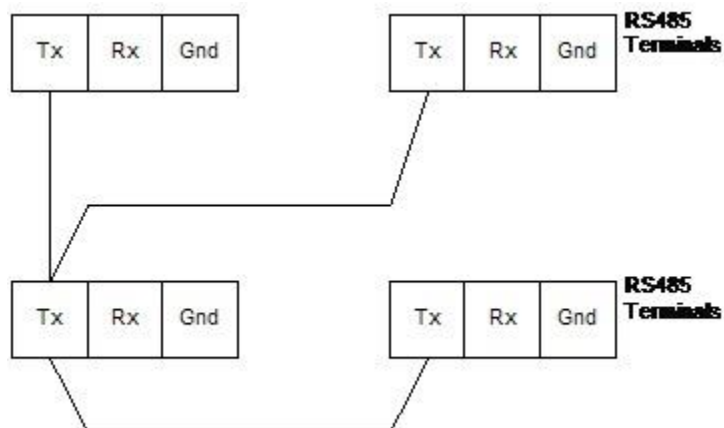 Tx Rx Gnd Tx Rx Gnd RS485
Terminals
Tx Rx Gnd Tx Rx Gnd RS485
Terminals